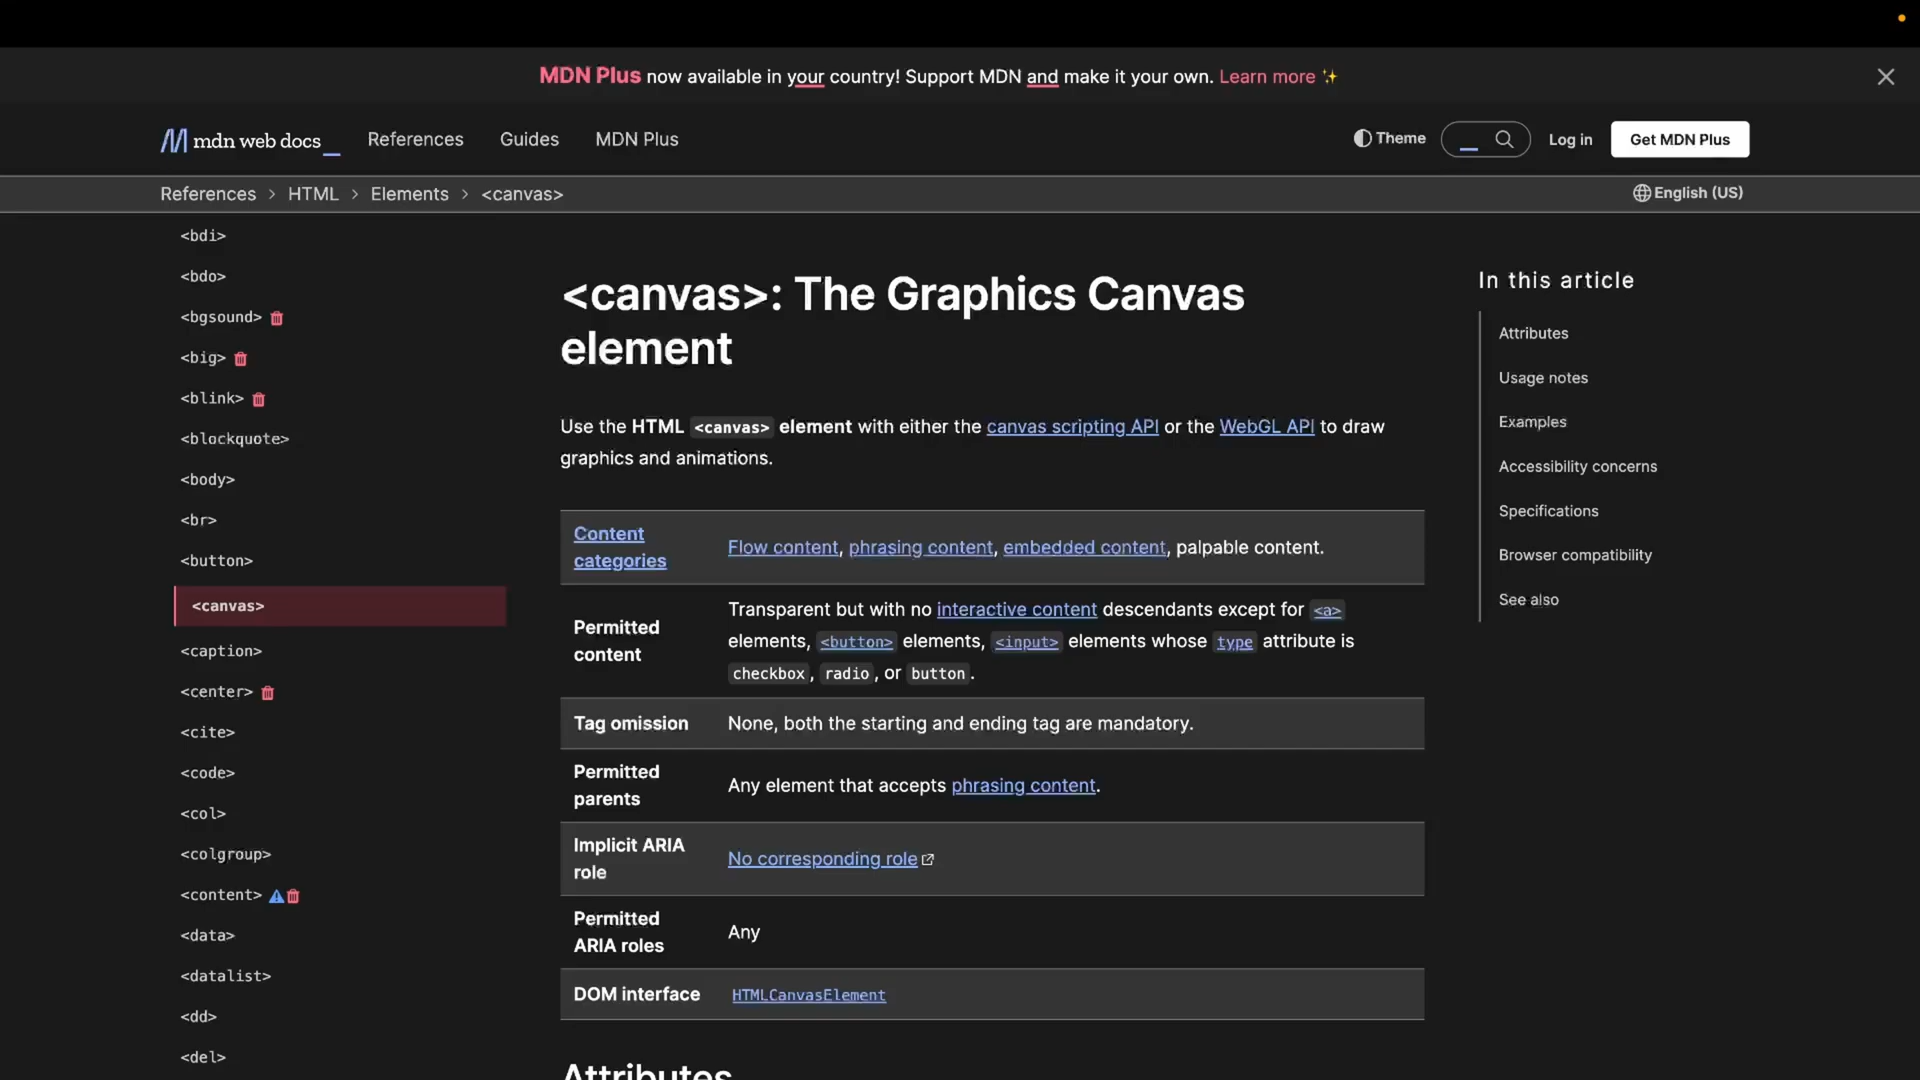 MDN Plus now available in your country! Support MDN and make it your own. Learn more ✨
mdn web docs_
References
Guides
MDN Plus
Theme
_
Log in
Get MDN Plus
References > HTML > Elements > <canvas>
English (US)
<bdi>
<bdo>
<bgsound>
<big>
<blink>
<blockquote>
<body>
<br>
<button>
<canvas>
<caption>
<center>
<cite>
<code>
<col>
<colgroup>
<content>
<data>
<datalist>
<dd>
<del>
<canvas>: The Graphics Canvas
element
Use the HTML <canvas> element with either the canvas scripting API or the WebGL API to draw
graphics and animations.
Content
categories
Flow content, phrasing content, embedded content, palpable content.
Permitted
content
Transparent but with no interactive content descendants except for <a>
elements, <button> elements, <input> elements whose type attribute is
checkbox, radio, or button.
Tag omission
None, both the starting and ending tag are mandatory.
Permitted
parents
Any element that accepts phrasing content.
Implicit ARIA
role
No corresponding role
Permitted
ARIA roles
Any
DOM interface
HTMLCanvasElement
Attributes
In this article
Attributes
Usage notes
Examples
Accessibility concerns
Specifications
Browser compatibility
See also